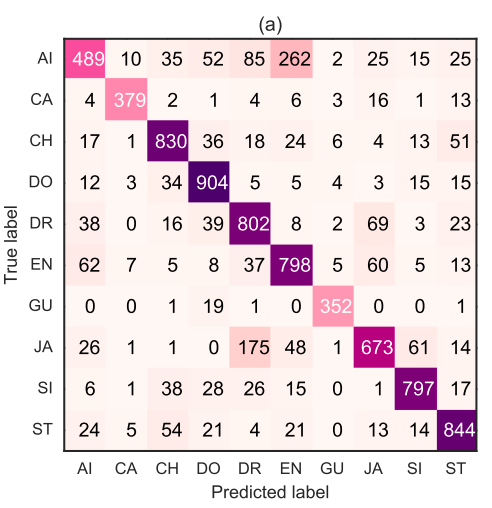 (a)
AI 489 10 35 52 85 262 2 25 15 25
CA 4 379 2 1 4 6 3 16 1 13
CH 17 1 830 36 18 24 6 4 13 51
DO 12 3 34 904 5 5 4 3 15 15
DR 38 0 16 39 802 8 2 69 3 23
EN 62 7 5 8 37 798 5 60 5 13
GU 0 0 1 19 1 0 352 0 0 1
JA 26 1 1 0 175 48 1 673 61 14
SI 6 1 38 28 26 15 0 1 797 17
ST 24 5 54 21 4 21 0 13 14 844
AI CA CH DO DR EN GU JA SI ST
Predicted label
True label